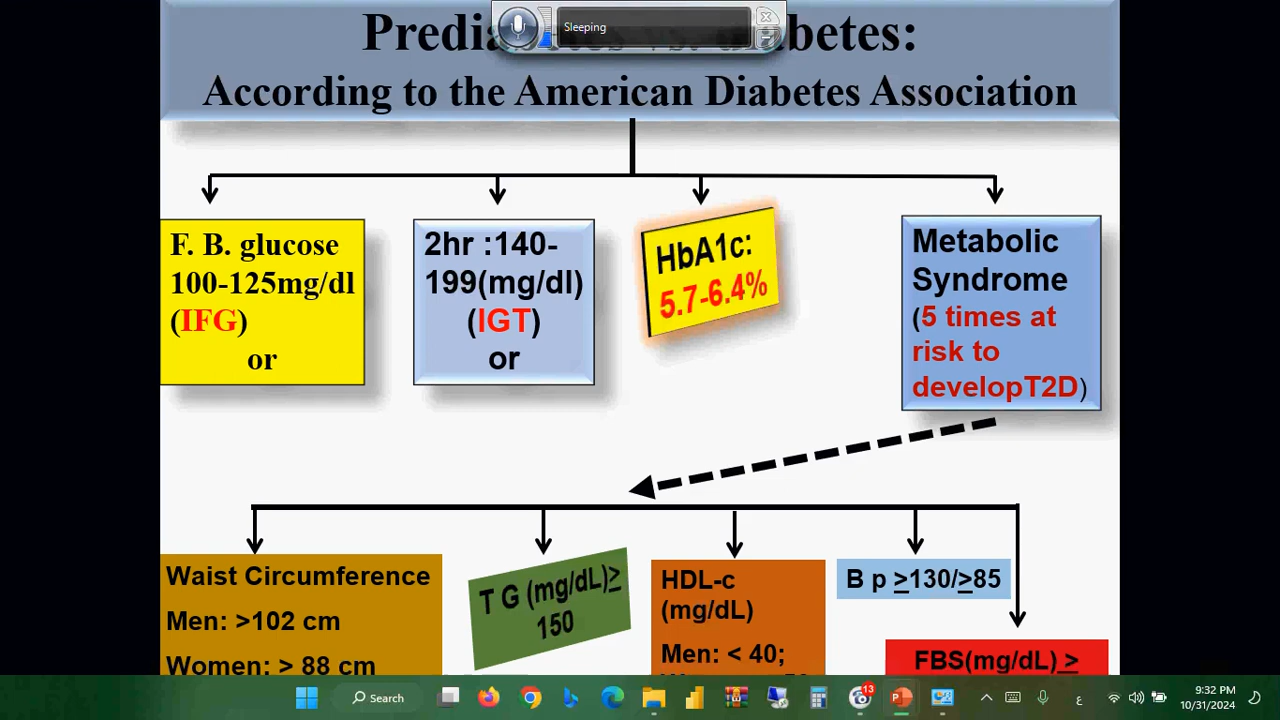 Sleeping
Predia betes:
According to the American Diabetes Association
F. B. glucose
100-125mg/dl
(IFG)
or
2hr :140-
199(mg/dl)
(IGT)
or
HbA1c:
5.7-6.4%
Metabolic
Syndrome
(5 times at
risk to
developT2D)
Waist Circumference
Men: >102 cm
Women: > 88 cm
T G (mg/dL)≥
150
HDL-c
(mg/dL)
Men: < 40;
B p ≥130/≥85
FBS(mg/dL) ≥
Search
13
ع
9:32 PM
10/31/2024